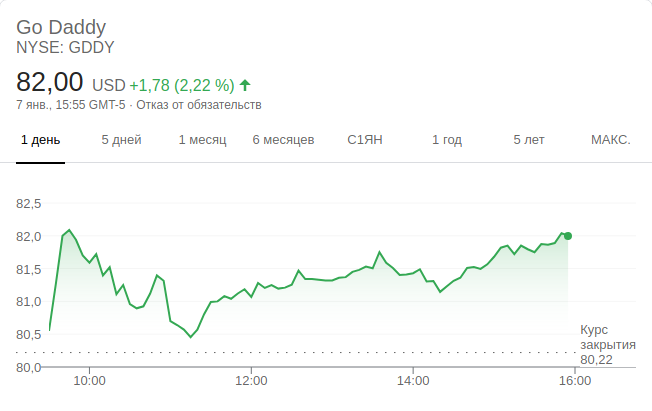 Go Daddy
NYSE: GDDY
82,00 USD +1,78 (2,22 %)
7 янв., 15:55 GMT-5 · Отказ от обязательств
1 день 5 дней 1 месяц 6 месяцев С1ЯН 1 год 5 лет МАКС.
82,5
82,0
81,5
81,0
80,5
80,0
Курс
закрытия
80,22
10:00 12:00 14:00 16:00